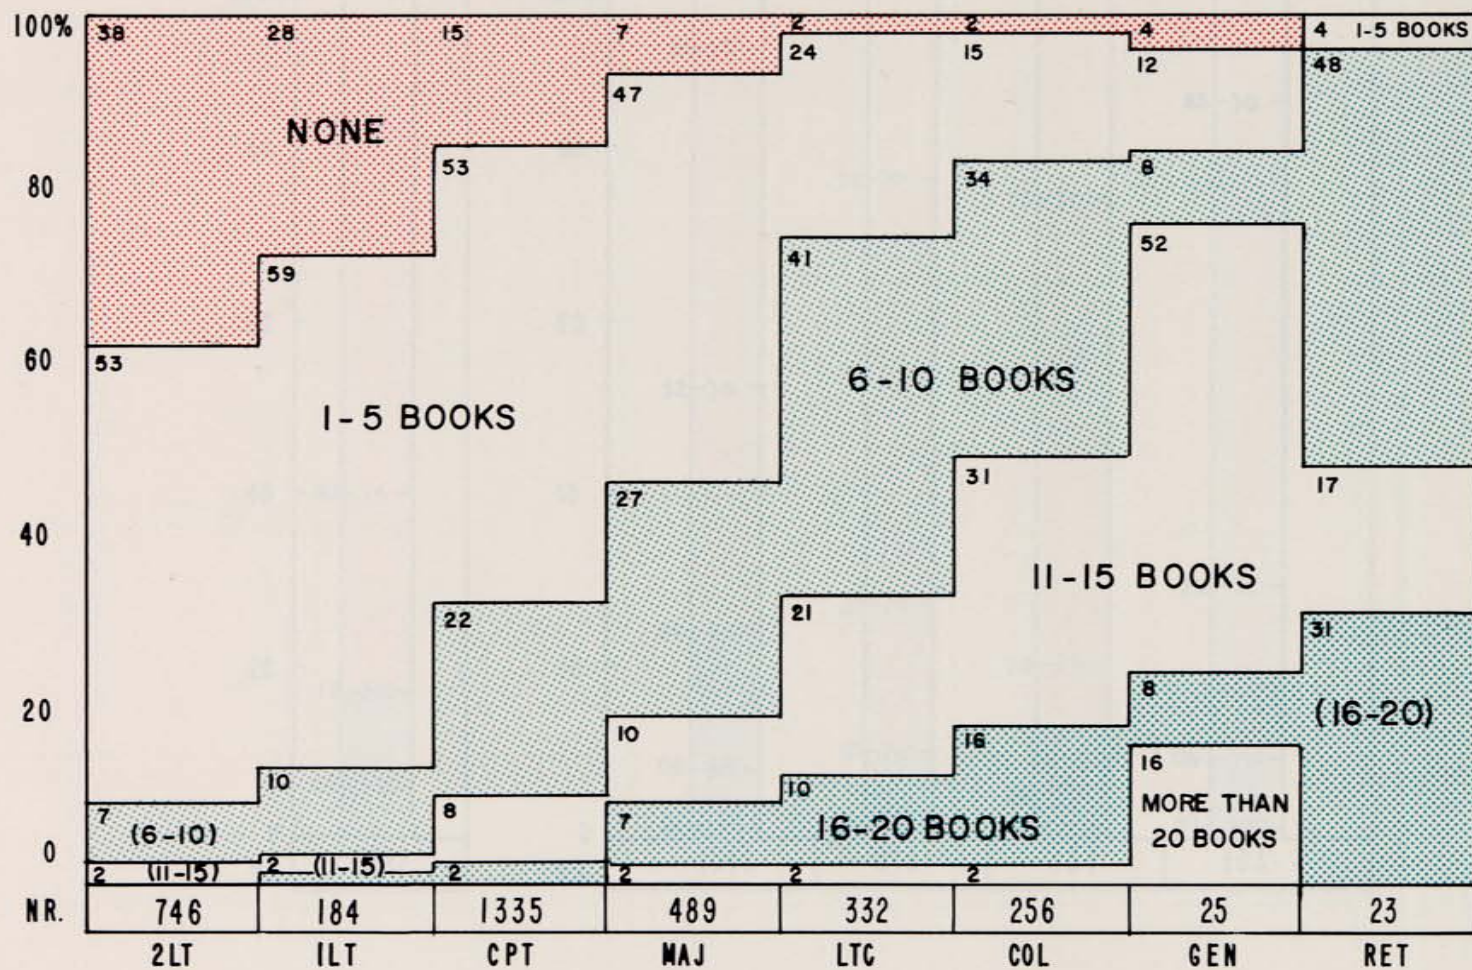 100% 38 28 15 7 2 2 4 4 1-5 BOOKS
24 15 12 48
47
NONE
53 34 8
80
59 41 52
60
53
6-10 BOOKS
1-5 BOOKS
31 17
27
40
11-15 BOOKS
22 21 31
8
20 (16-20)
10 16
10 10 16
7 8 7 MORE THAN
(6-10) 16-20 BOOKS 20 BOOKS
0
2 (11-15) 2 (11-15) 2 2 2 2
NR. 746 184 1335 489 332 256 25 23
2LT 1LT CPT MAJ LTC COL GEN RET